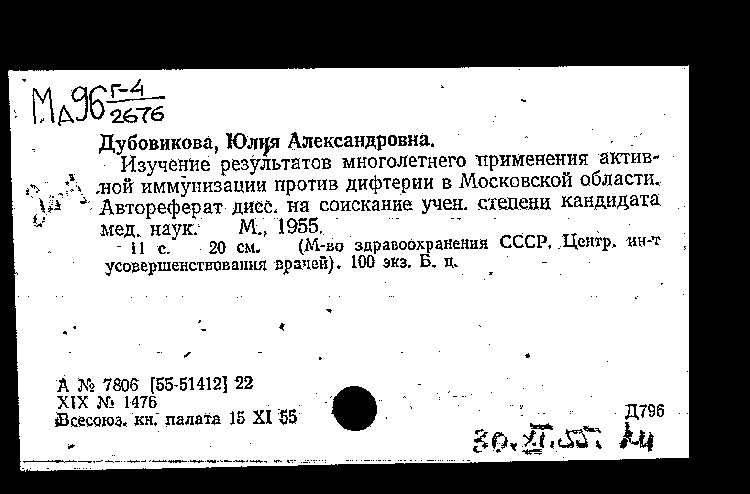 Мд96 Г-4
2676
Дубовикова, Юлия Александровна.
Изучение результатов многолетнего применения актив-
ной иммунизации против дифтерии в Московской области.
Автореферат дисс. на соискание учен. степени кандидата
мед. наук. М., 1955.
11 с. 20 см. (М-во здравоохранения СССР. Центр. ин-т
усовершенствования врачей). 100 экз. Б. ц.
А № 7806 [55-51412] 22
XIX № 1476
Всесоюз. кн. палата 15 XI 55
Д796
30.XI.55.